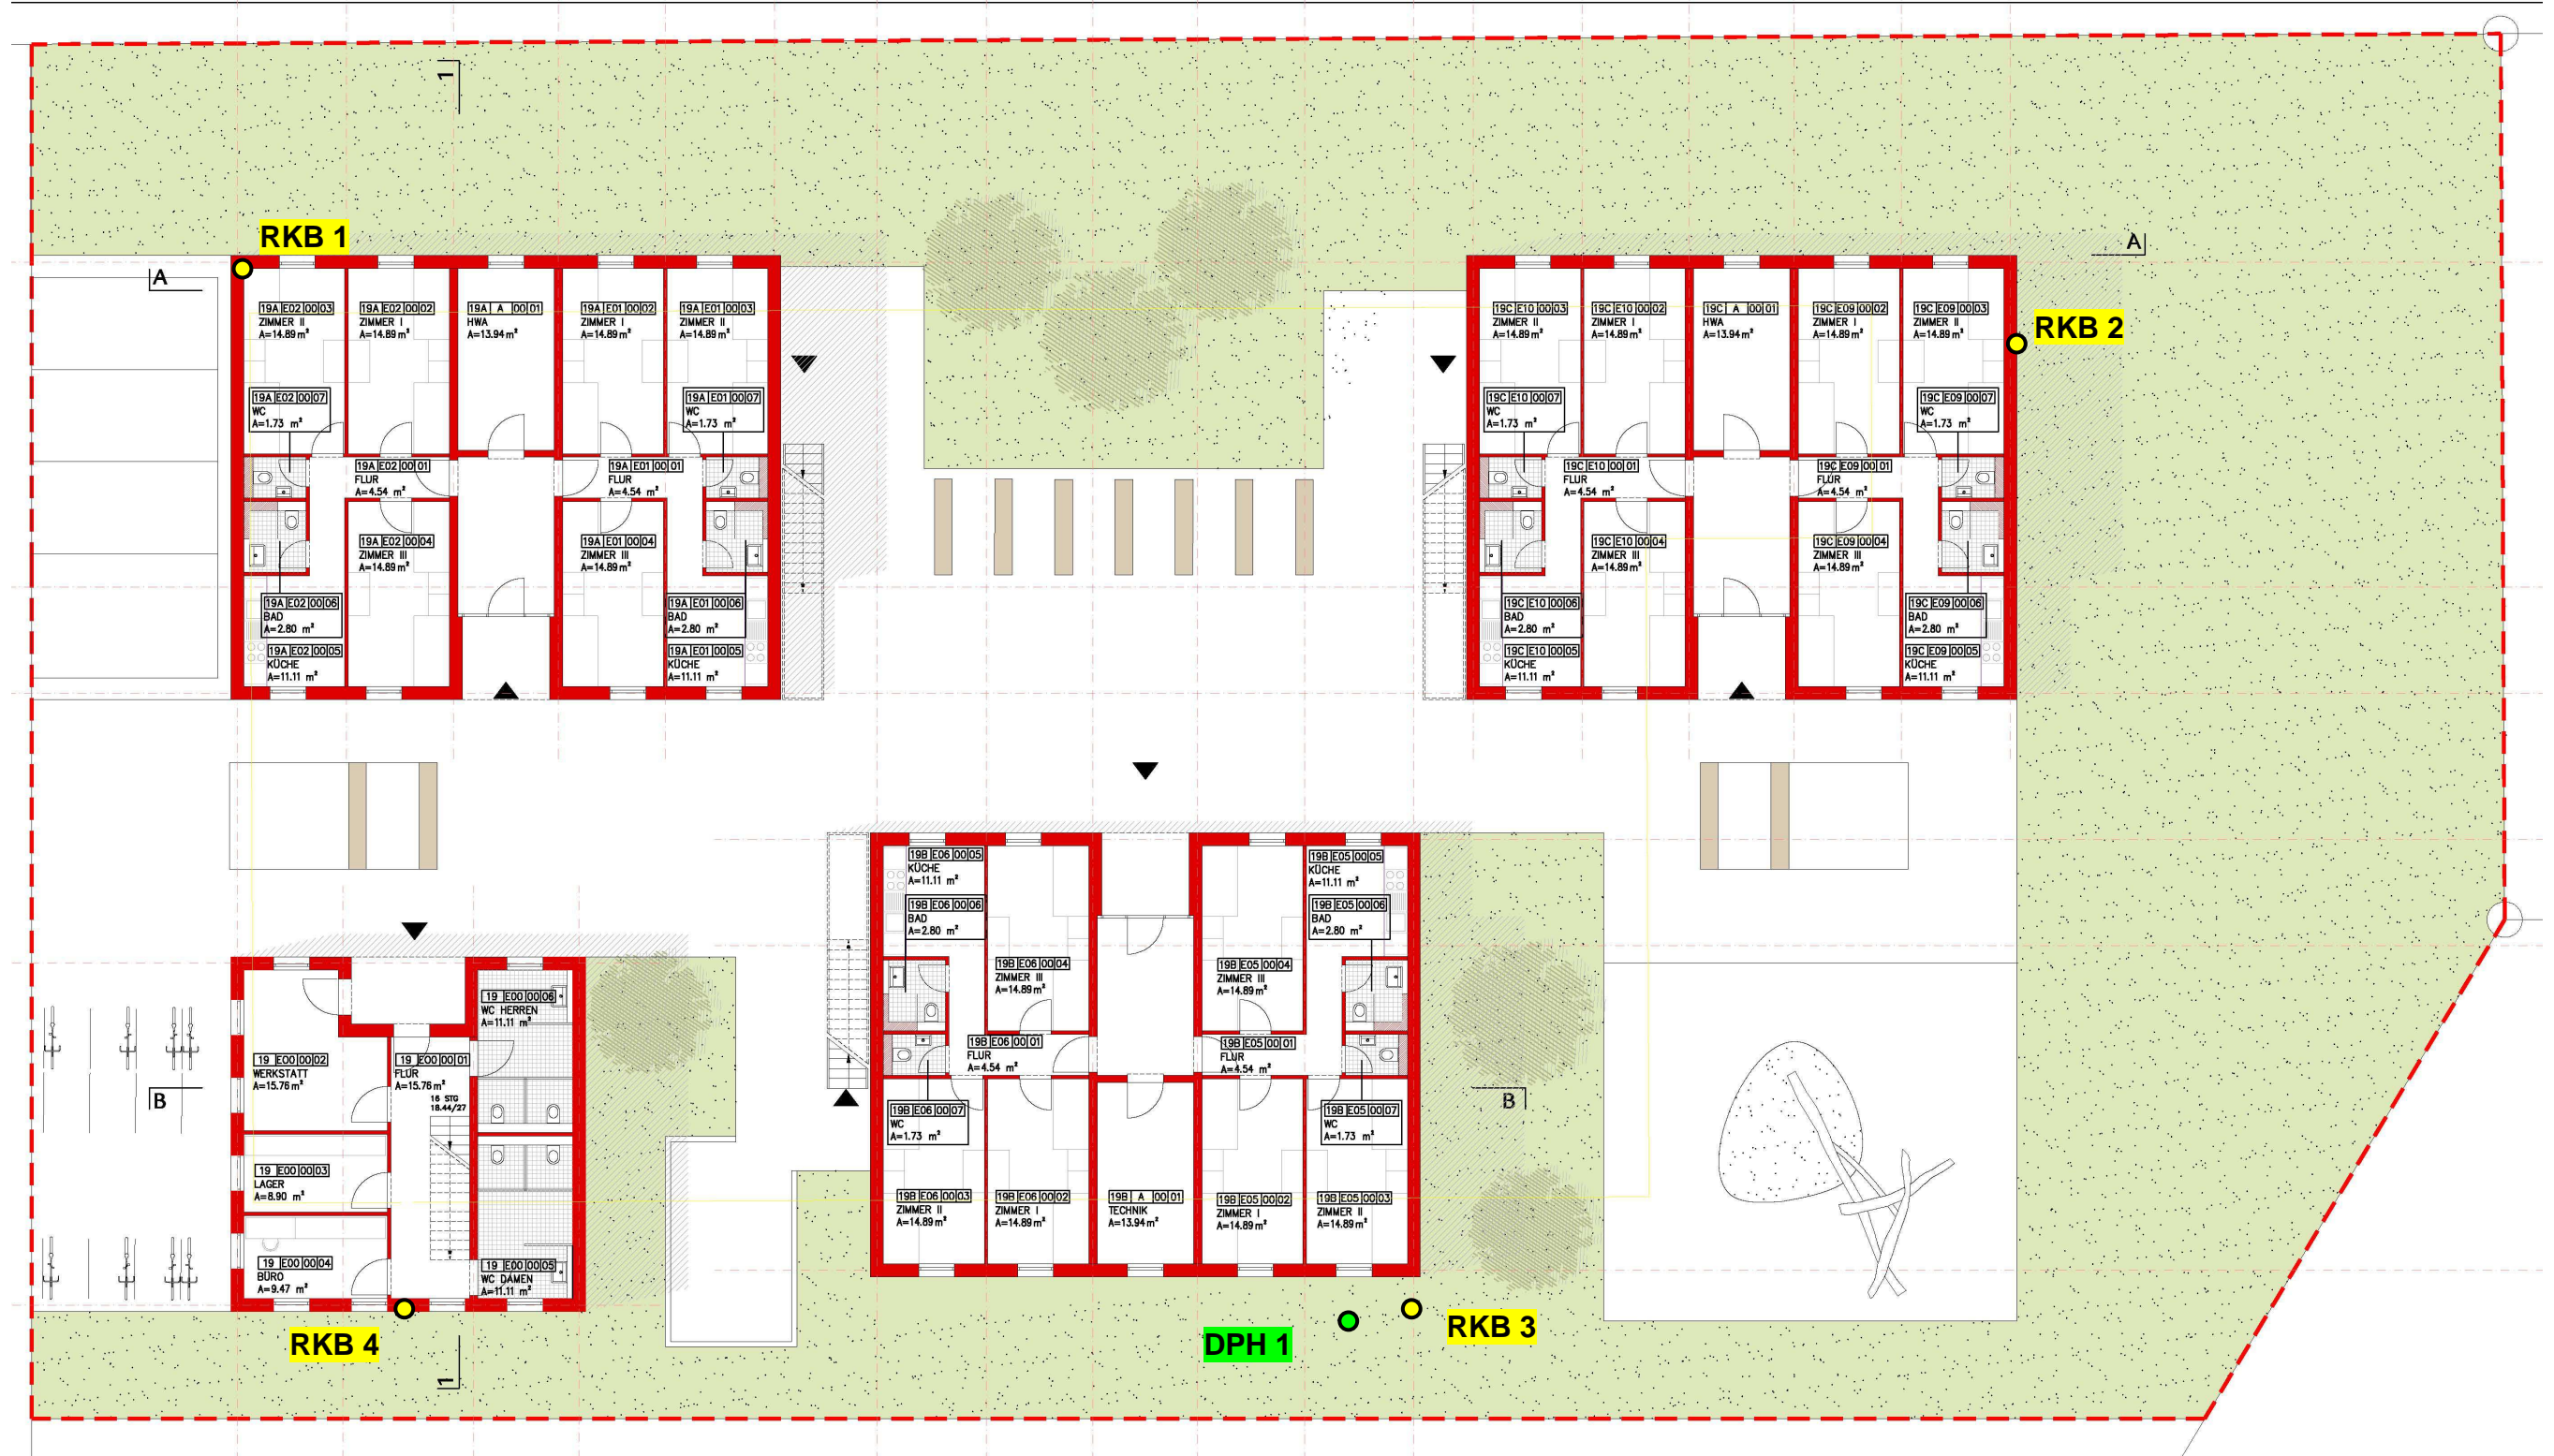 1
RKB 1
A
A
RKB 2
19A E02 00 03
ZIMMER II
A=14.89 m²
19A E02 00 02
ZIMMER I
A=14.89 m²
19A A 00 01
HWA
A=13.94 m²
19A E01 00 02
ZIMMER I
A=14.89 m²
19A E01 00 03
ZIMMER II
A=14.89 m²
19A E02 00 07
WC
A=1.73 m²
19A E01 00 07
WC
A=1.73 m²
19A E02 00 01
FLUR
A=4.54 m²
19A E01 00 01
FLUR
A=4.54 m²
19A E02 00 04
ZIMMER III
A=14.89 m²
19A E01 00 04
ZIMMER III
A=14.89 m²
19A E02 00 06
BAD
A=2.80 m²
19A E01 00 06
BAD
A=2.80 m²
19A E02 00 05
KÜCHE
A=11.11 m²
19A E01 00 05
KÜCHE
A=11.11 m²
19C E10 00 03
ZIMMER II
A=14.89 m²
19C E10 00 02
ZIMMER I
A=14.89 m²
19C A 00 01
HWA
A=13.94 m²
19C E09 00 02
ZIMMER I
A=14.89 m²
19C E09 00 03
ZIMMER II
A=14.89 m²
19C E10 00 07
WC
A=1.73 m²
19C E09 00 07
WC
A=1.73 m²
19C E10 00 01
FLUR
A=4.54 m²
19C E09 00 01
FLUR
A=4.54 m²
19C E10 00 04
ZIMMER III
A=14.89 m²
19C E09 00 04
ZIMMER III
A=14.89 m²
19C E10 00 06
BAD
A=2.80 m²
19C E09 00 06
BAD
A=2.80 m²
19C E10 00 05
KÜCHE
A=11.11 m²
19C E09 00 05
KÜCHE
A=11.11 m²
19B E06 00 05
KÜCHE
A=11.11 m²
19B E05 00 05
KÜCHE
A=11.11 m²
19B E06 00 06
BAD
A=2.80 m²
19B E05 00 06
BAD
A=2.80 m²
19B E06 00 04
ZIMMER III
A=14.89 m²
19B E05 00 04
ZIMMER III
A=14.89 m²
19B E06 00 01
FLUR
A=4.54 m²
19B E05 00 01
FLUR
A=4.54 m²
19B E06 00 07
WC
A=1.73 m²
19B E05 00 07
WC
A=1.73 m²
19B E06 00 03
ZIMMER II
A=14.89 m²
19B E06 00 02
ZIMMER I
A=14.89 m²
19B A 00 01
TECHNIK
A=13.94 m²
19B E05 00 02
ZIMMER I
A=14.89 m²
19B E05 00 03
ZIMMER II
A=14.89 m²
19 E00 00 06
WC HERREN
A=11.11 m²
19 E00 00 02
WERKSTATT
A=15.76 m²
19 E00 00 01
FLUR
A=15.76 m²
16 STG
18.44/27
19 E00 00 03
LAGER
A=8.90 m²
19 E00 00 04
BÜRO
A=9.47 m²
19 E00 00 05
WC DAMEN
A=11.11 m²
B
B
RKB 4
1
DPH 1
RKB 3